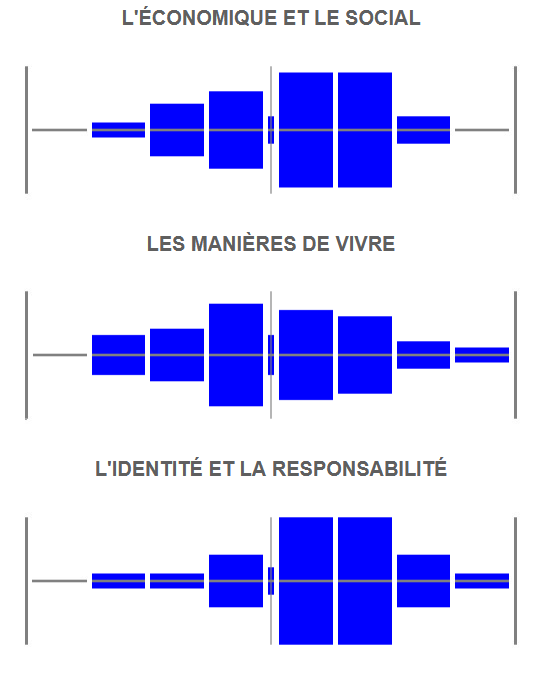 L'ÉCONOMIQUE ET LE SOCIAL
LES MANIÈRES DE VIVRE
L'IDENTITÉ ET LA RESPONSABILITÉ